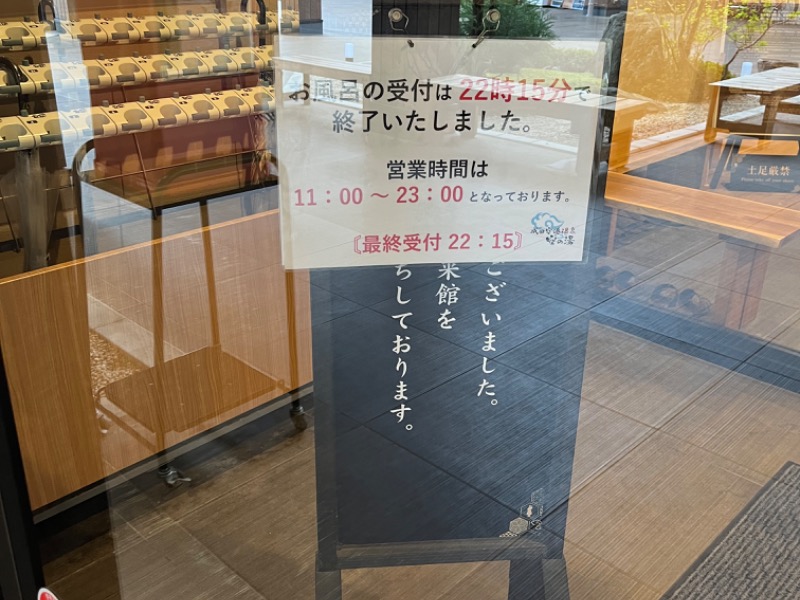 お風呂の受付は22時15分で
終了いたしました。
営業時間は
11：00 ～ 23：00 となっております。
〖最終受付 22：15〗
空の湯
ございました。
来館を
ちしております。
土足厳禁